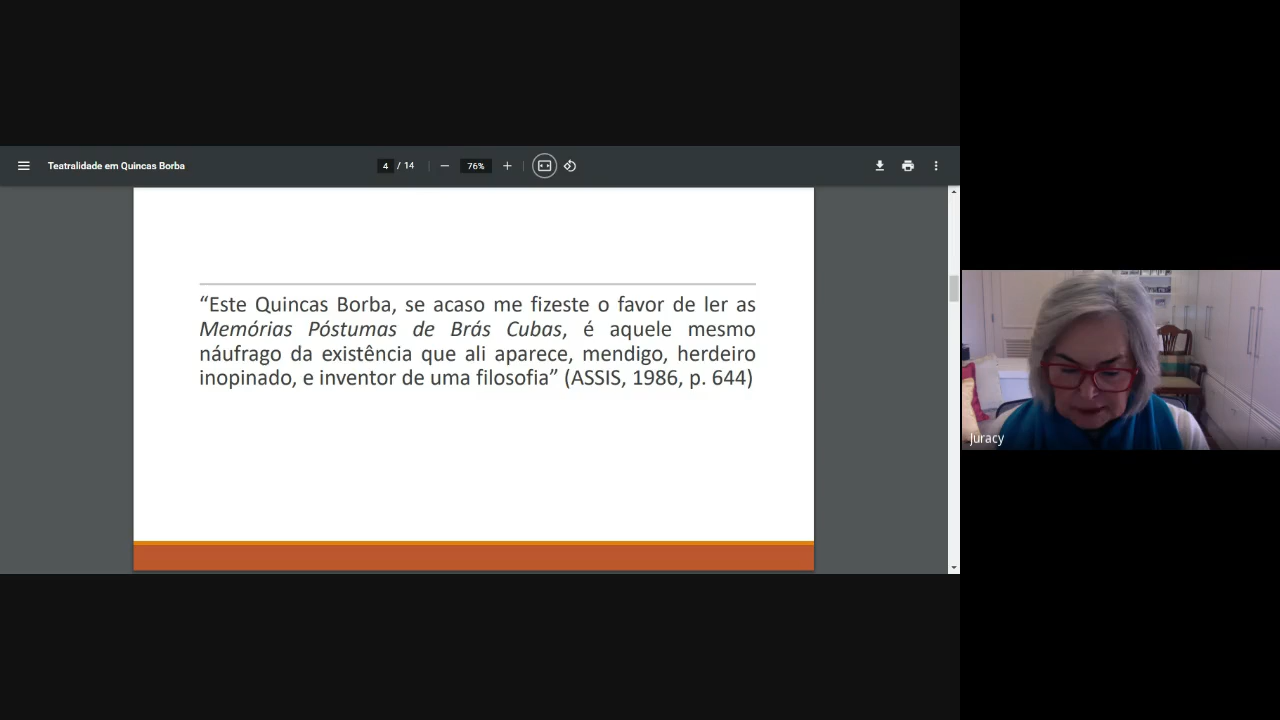 Teatralidade em Quincas Borba
4 / 14
76%
“Este Quincas Borba, se acaso me fizeste o favor de ler as
Memórias Póstumas de Brás Cubas, é aquele mesmo
náufrago da existência que ali aparece, mendigo, herdeiro
inopinado, e inventor de uma filosofia” (ASSIS, 1986, p. 644)
Juracy